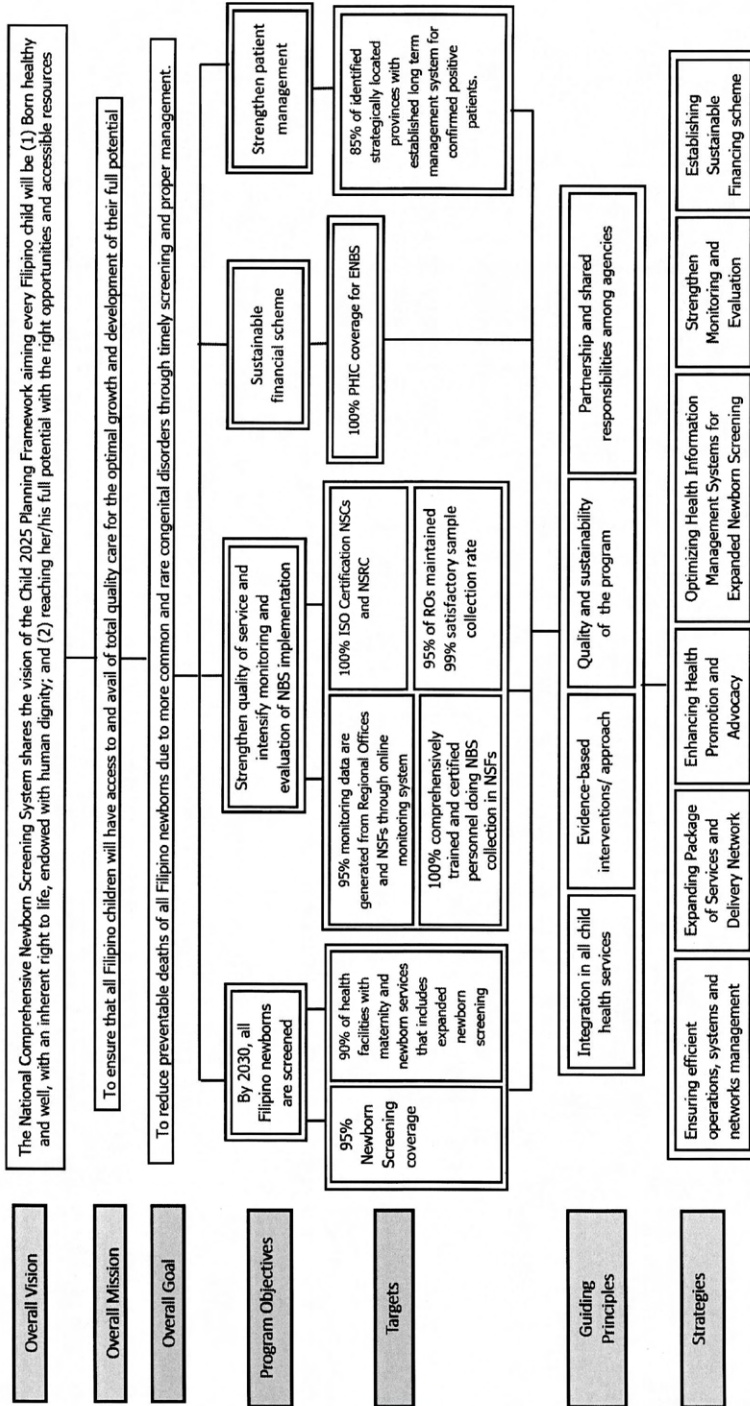 Overall Vision
The National Comprehensive Newborn Screening System shares the vision of the Child 2025 Planning Framework aiming every Filipino child will be (1) Born healthy
and well, with an inherent right to life, endowed with human dignity; and (2) reaching her/his full potential with the right opportunities and accessible resources
Overall Mission
To ensure that all Filipino children will have access to and avail of total quality care for the optimal growth and development of their full potential
Overall Goal
To reduce preventable deaths of all Filipino newborns due to more common and rare congenital disorders through timely screening and proper management.
Program Objectives
By 2030, all
Filipino newborns
are screened
Strengthen quality of service and
intensify monitoring and
evaluation of NBS implementation
Sustainable
financial scheme
Strengthen patient
management
Targets
95%
Newborn
Screening
coverage
90% of health
facilities with
maternity and
newborn services
that includes
expanded
newborn
screening
95% monitoring data are
generated from Regional Offices
and NSFs through online
monitoring system
100% ISO Certification NSCs
and NSRC
100% comprehensively
trained and certified
personnel doing NBS
collection in NSFs
95% of ROs maintained
99% satisfactory sample
collection rate
100% PHIC coverage for ENBS
85% of identified
strategically located
provinces with
established long term
management system for
confirmed positive
patients.
Guiding
Principles
Integration in all child
health services
Evidence-based
interventions/ approach
Quality and sustainability
of the program
Partnership and shared
responsibilities among agencies
Strategies
Ensuring efficient
operations, systems and
networks management
Expanding Package
of Services and
Delivery Network
Enhancing Health
Promotion and
Advocacy
Optimizing Health Information
Management Systems for
Expanded Newborn Screening
Strengthen
Monitoring and
Evaluation
Establishing
Sustainable
Financing scheme